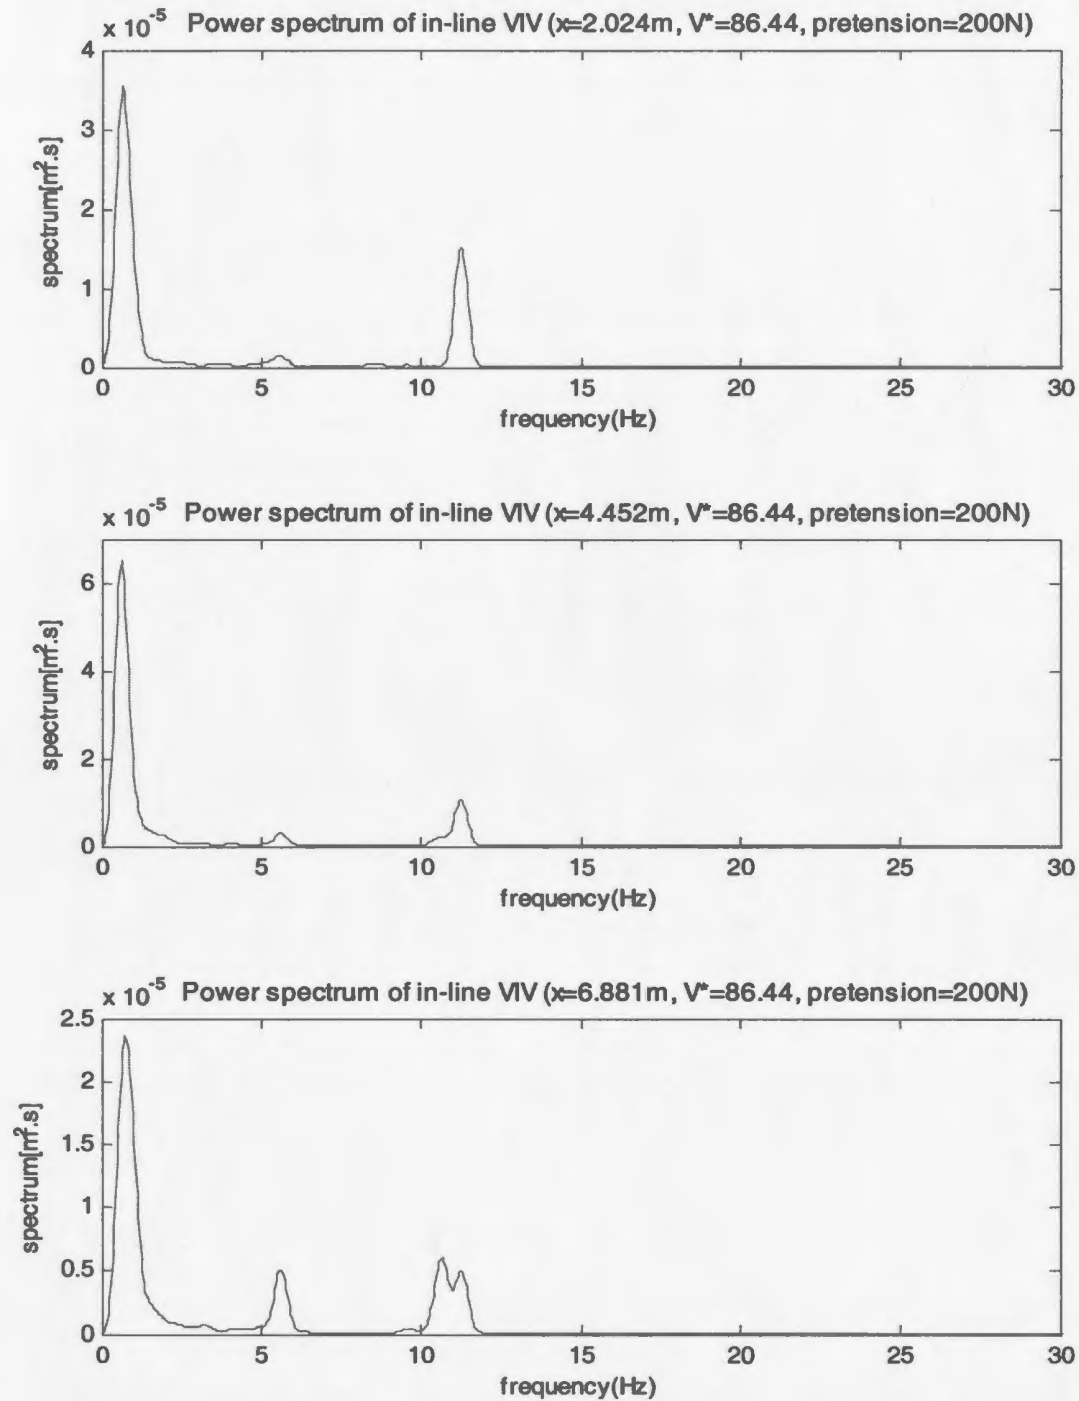 x 10^-5 Power spectrum of in-line VIV (x=2.024m, V*=86.44, pretension=200N)
4
3
2
1
0
spectrum[m².s]
0 5 10 15 20 25 30
frequency(Hz)
x 10^-5 Power spectrum of in-line VIV (x=4.452m, V*=86.44, pretension=200N)
6
4
2
0
spectrum[m².s]
0 5 10 15 20 25 30
frequency(Hz)
x 10^-5 Power spectrum of in-line VIV (x=6.881m, V*=86.44, pretension=200N)
2.5
2
1.5
1
0.5
0
spectrum[m².s]
0 5 10 15 20 25 30
frequency(Hz)